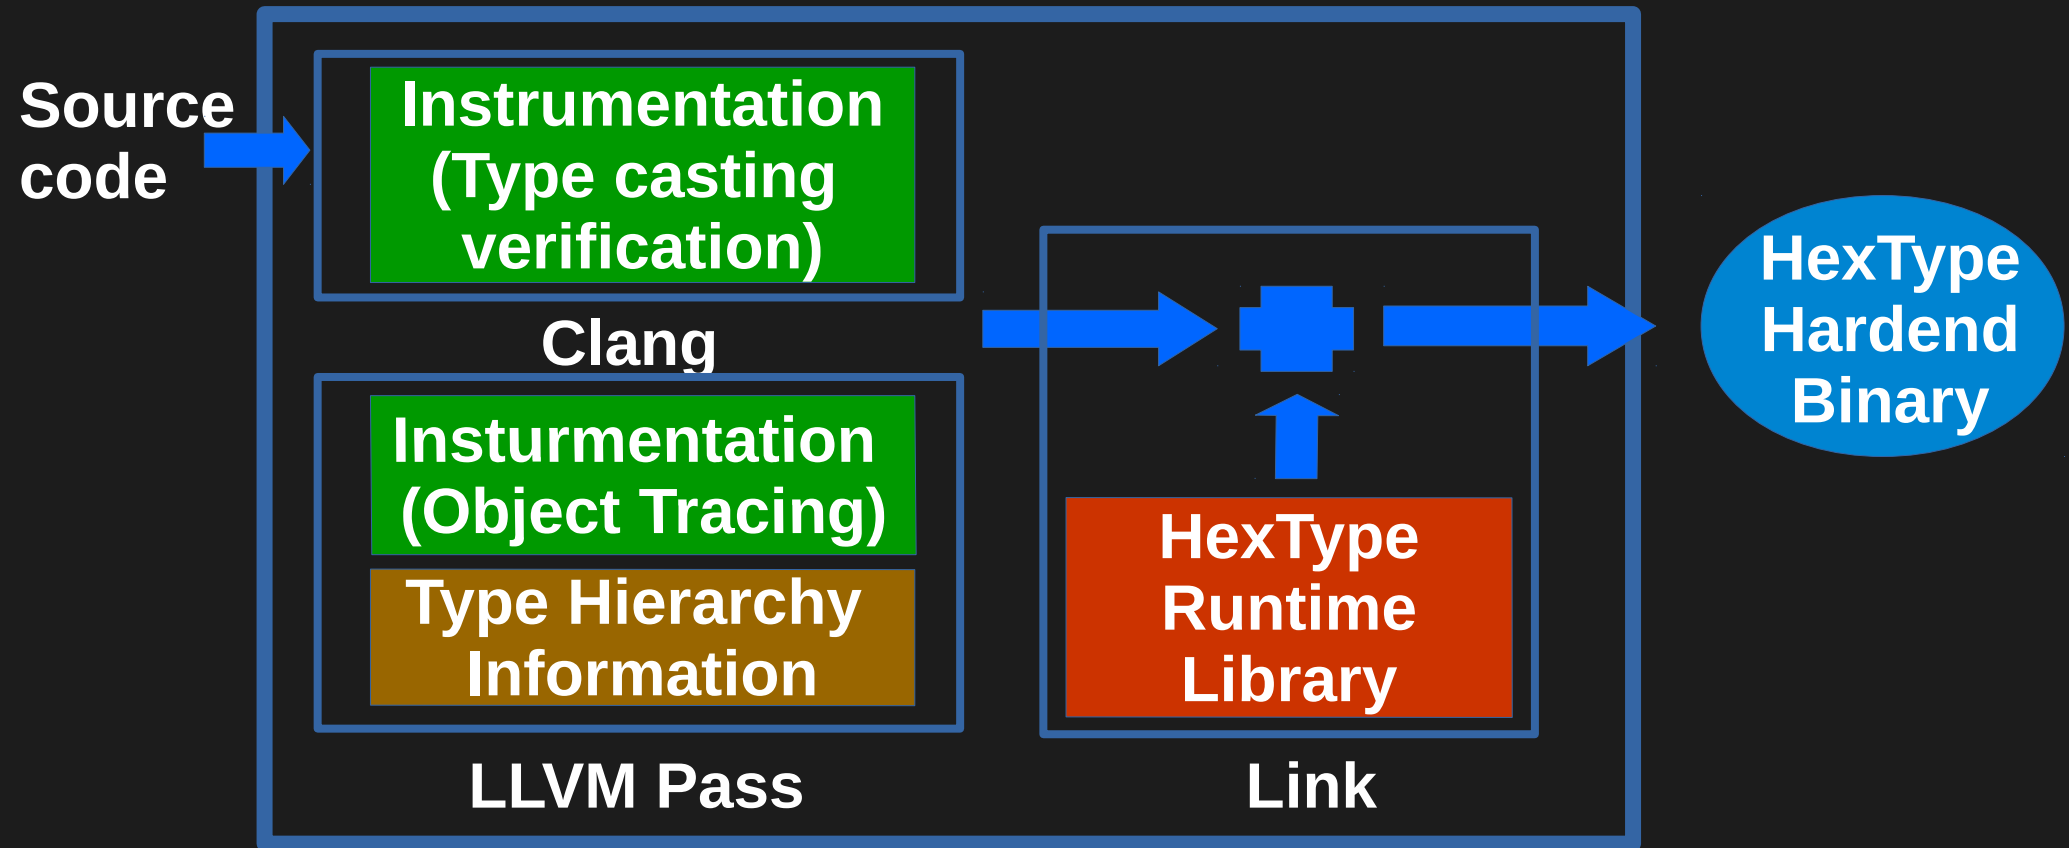 Source
code
Instrumentation
(Type casting
verification)
Clang
Insturmentation
(Object Tracing)
Type Hierarchy
Information
LLVM Pass
HexType
Runtime
Library
Link
HexType
Hardend
Binary